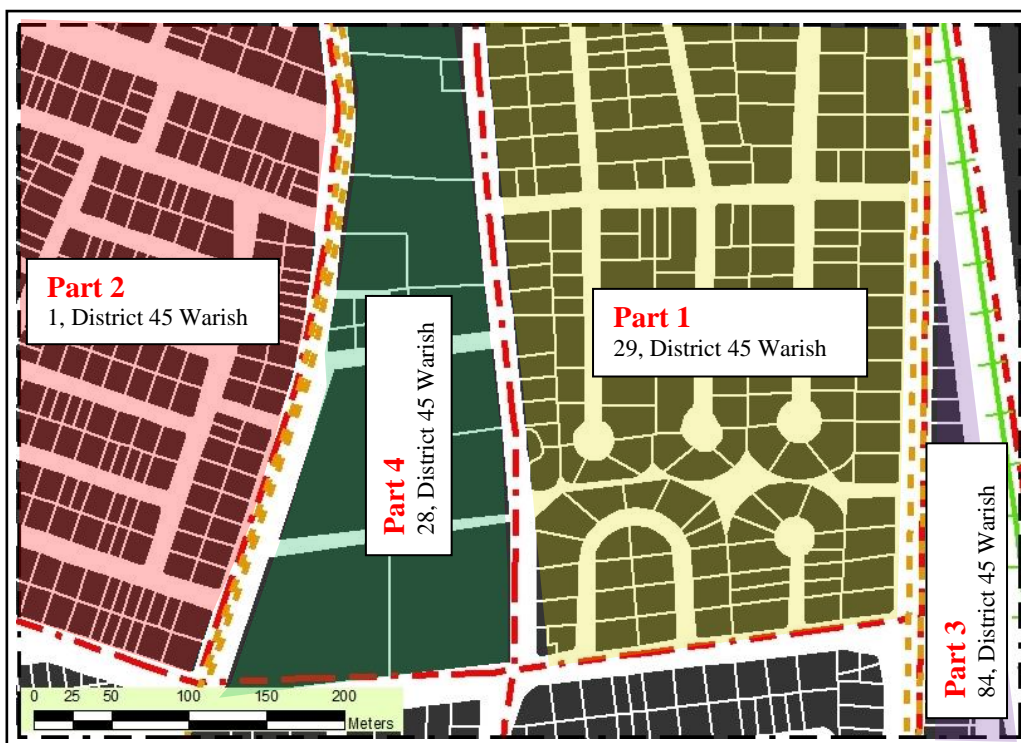 Part 2
1, District 45 Warish
Part 4
28, District 45 Warish
Part 1
29, District 45 Warish
Part 3
84, District 45 Warish
0 25 50 100 150 200
Meters